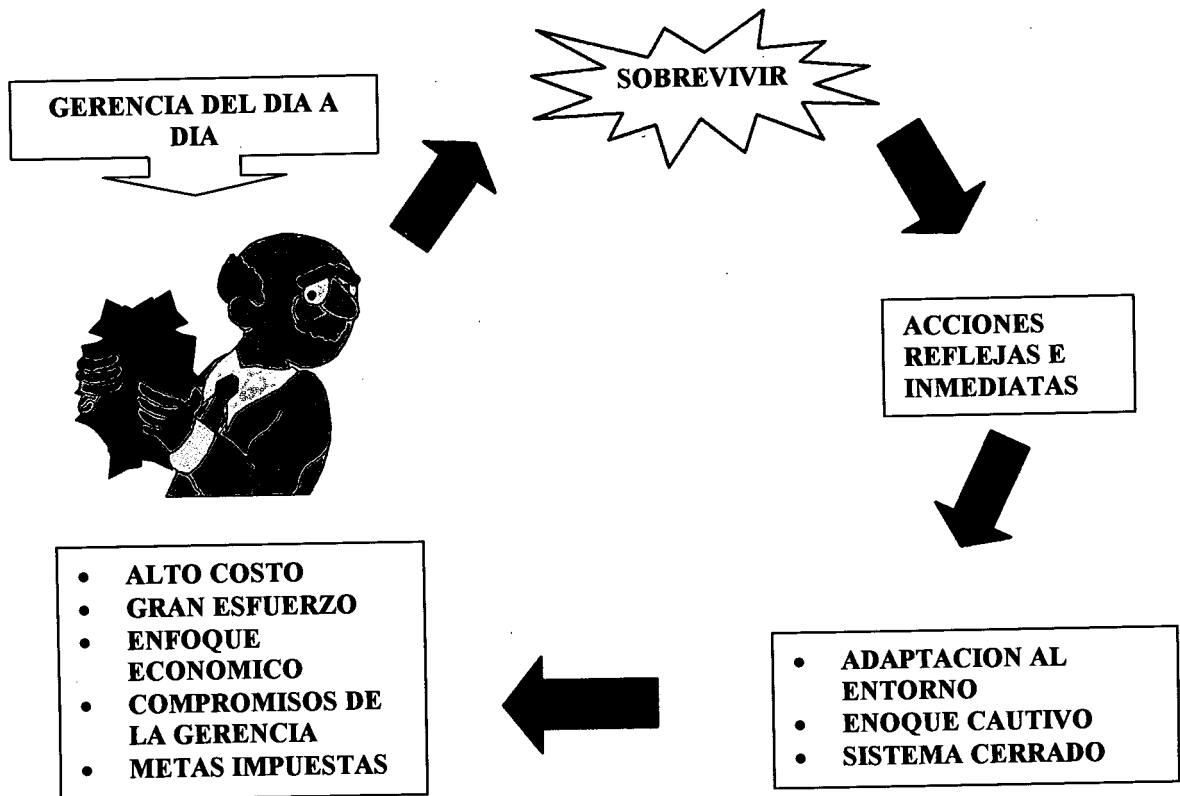 GERENCIA DEL DIA A
DIA
SOBREVIVIR
ACCIONES
REFLEJAS E
INMEDIATAS
• ADAPTACION AL
ENTORNO
• ENOQUE CAUTIVO
• SISTEMA CERRADO
• ALTO COSTO
• GRAN ESFUERZO
• ENFOQUE
ECONOMICO
• COMPROMISOS DE
LA GERENCIA
• METAS IMPUESTAS